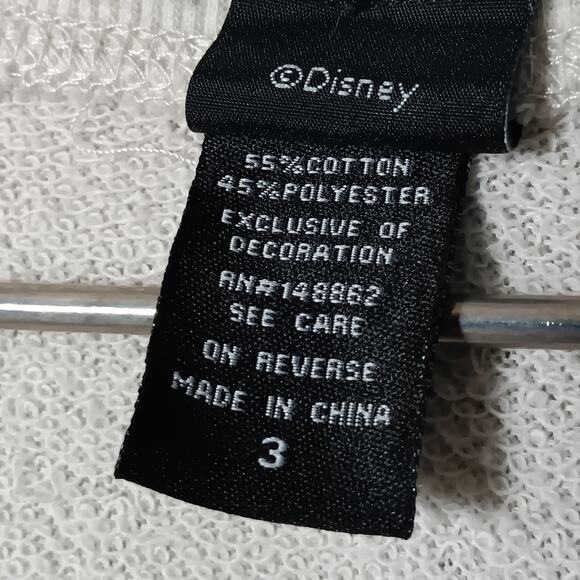 ©Disney
55%COTTON
45%POLYESTER
EXCLUSIVE OF
DECORATION
RN#148862
SEE CARE
ON REVERSE
MADE IN CHINA
3